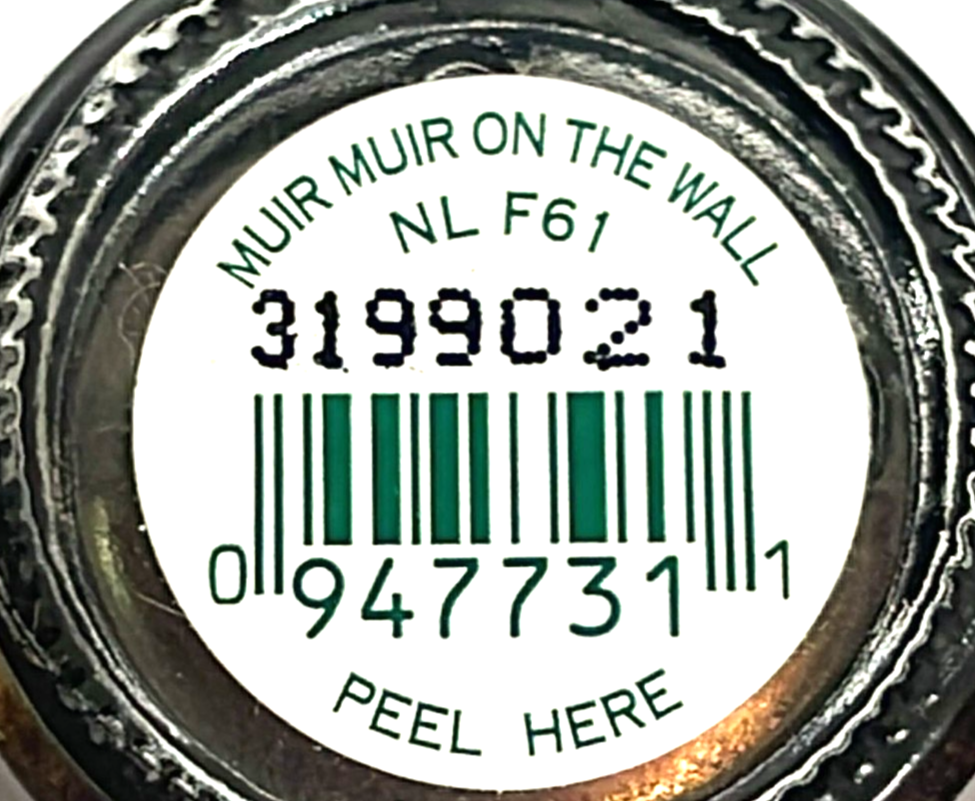 MUIR MUIR ON THE WALL
NL F61
3199021
0 947731 1
PEEL HERE